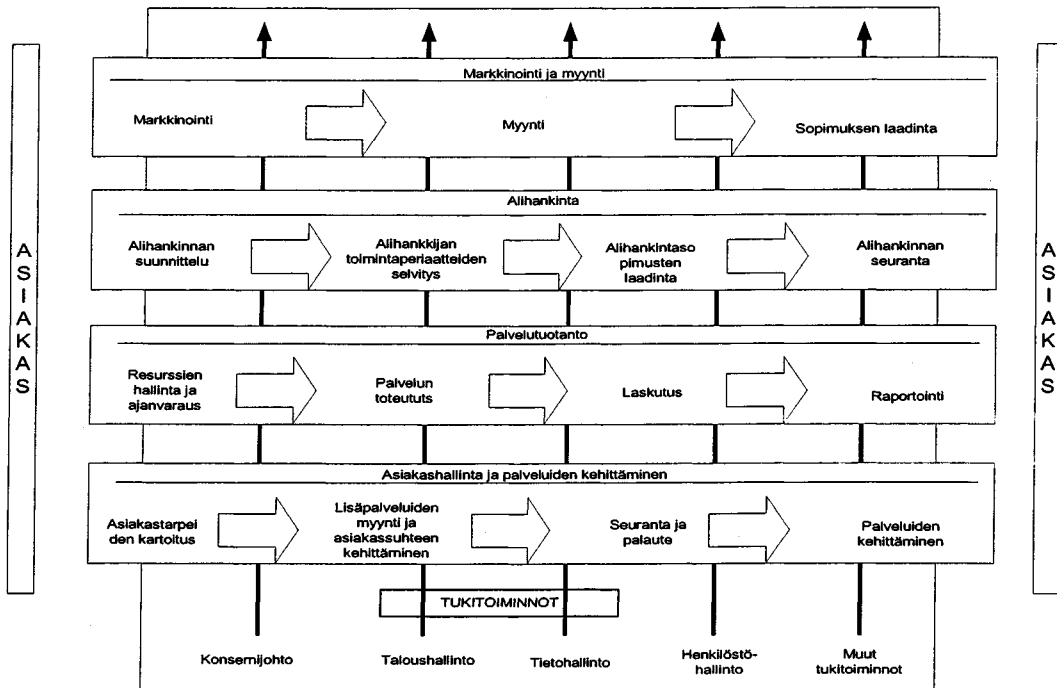 Markkinointi ja myynti
Markkinointi
Myynti
Sopimuksen laadinta
Alihankinta
Alihankinnan
suunnittelu
Alihankkijan
toimintaperiaatteiden
selvitys
Alihankintaso
pimusten
laadinta
Alihankinnan
seuranta
Palvelutuotanto
Resurssien
hallinta ja
ajanvaraus
Palvelun
toteututs
Laskutus
Raportointi
Asiakashallinta ja palveluiden kehittäminen
Asiakastarpei
den kartoitus
Lisäpalveluiden
myynti ja
asiakassuhteen
kehittäminen
Seuranta ja
palaute
Palveluiden
kehittäminen
TUKITOIMINNOT
Konsernijohto
Taloushallinto
Tietohallinto
Henkilöstö-
hallinto
Muut
tukitoiminnot
ASIAKAS
ASIAKAS